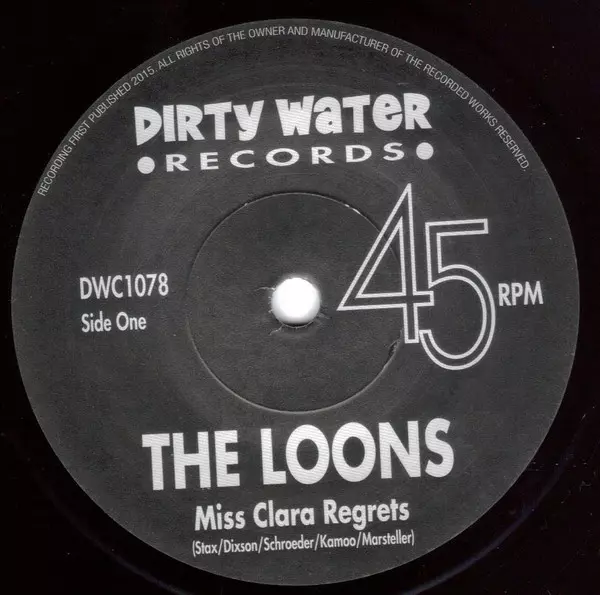 RECORDING FIRST PUBLISHED 2015. ALL RIGHTS OF THE OWNER AND MANUFACTURER OF THE RECORDED WORKS RESERVED.
DIRTY WATER
• RECORDS •
45
RPM
DWC1078
Side One
THE LOONS
Miss Clara Regrets
(Stax/Dixson/Schroeder/Kamoo/Marsteller)